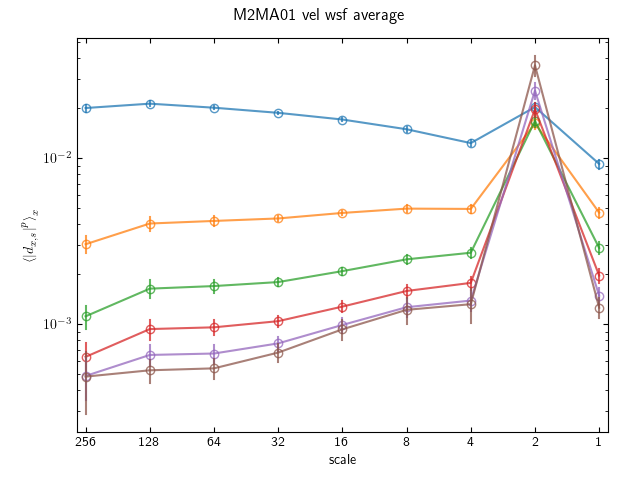 M2MA01 vel wsf average
⟨|d_{x,s}|^p⟩_x
10^{-2}
10^{-3}
256 128 64 32 16 8 4 2 1
scale